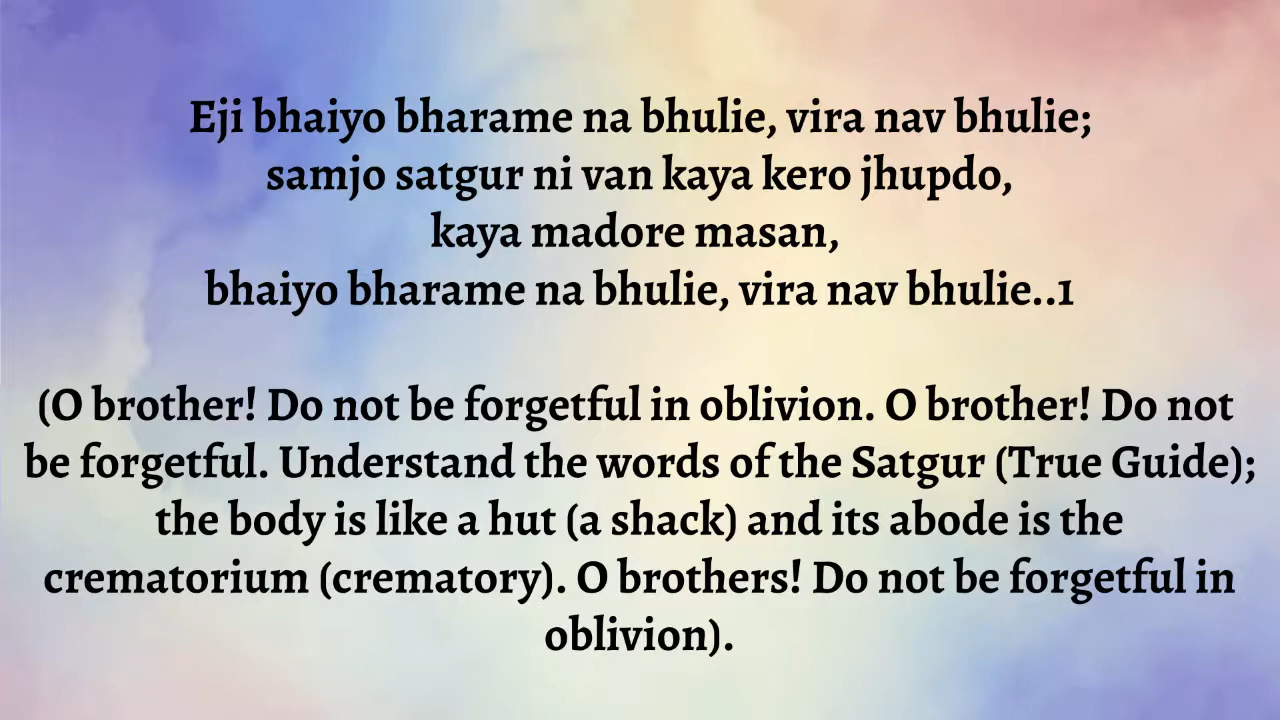 Eji bhaiyo bharame na bhulie, vira nav bhulie;
samjo satgur ni van kaya kero jhupdo,
kaya madore masan,
bhaiyo bharame na bhulie, vira nav bhulie..1
(O brother! Do not be forgetful in oblivion. O brother! Do not
be forgetful. Understand the words of the Satgur (True Guide);
the body is like a hut (a shack) and its abode is the
crematorium (crematory). O brothers! Do not be forgetful in
oblivion).